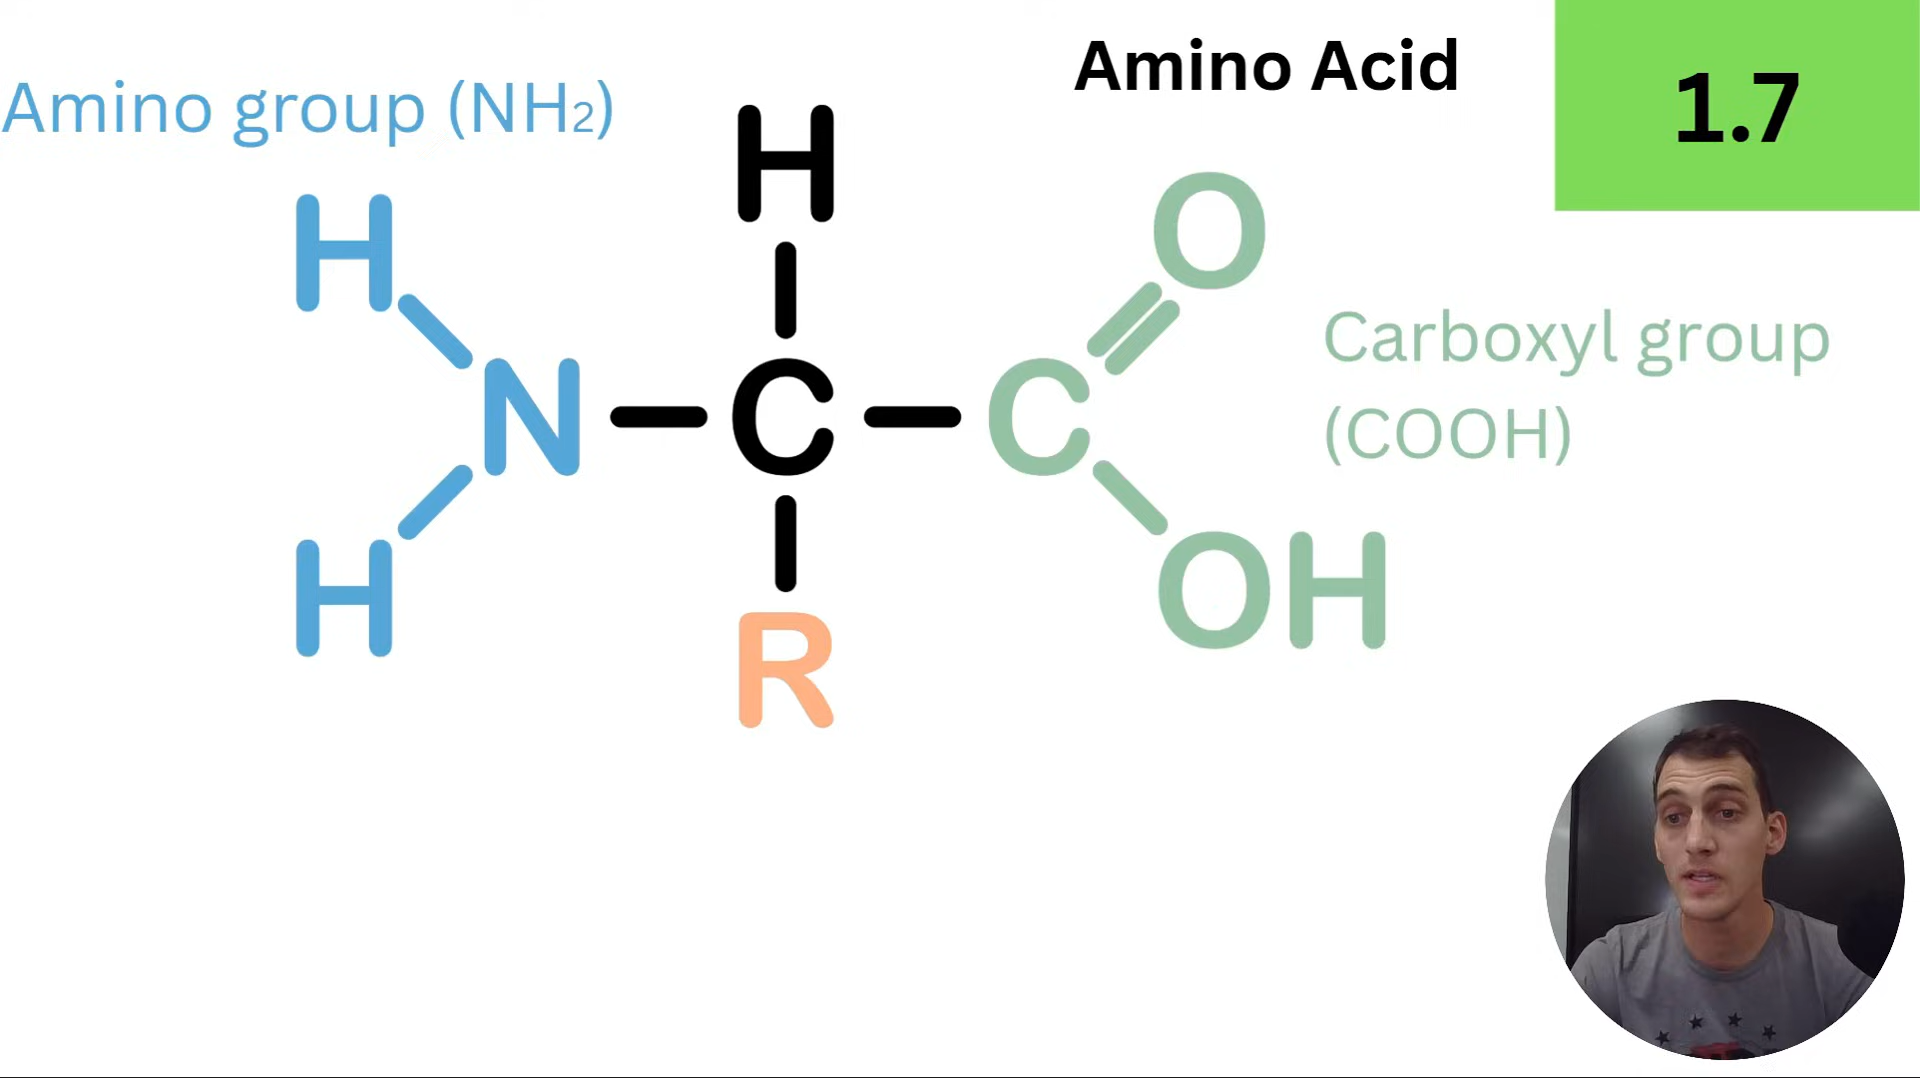 Amino Acid
1.7
Amino group (NH₂)
H
H
O
Carboxyl group
(COOH)
N
C
C
H
R
OH